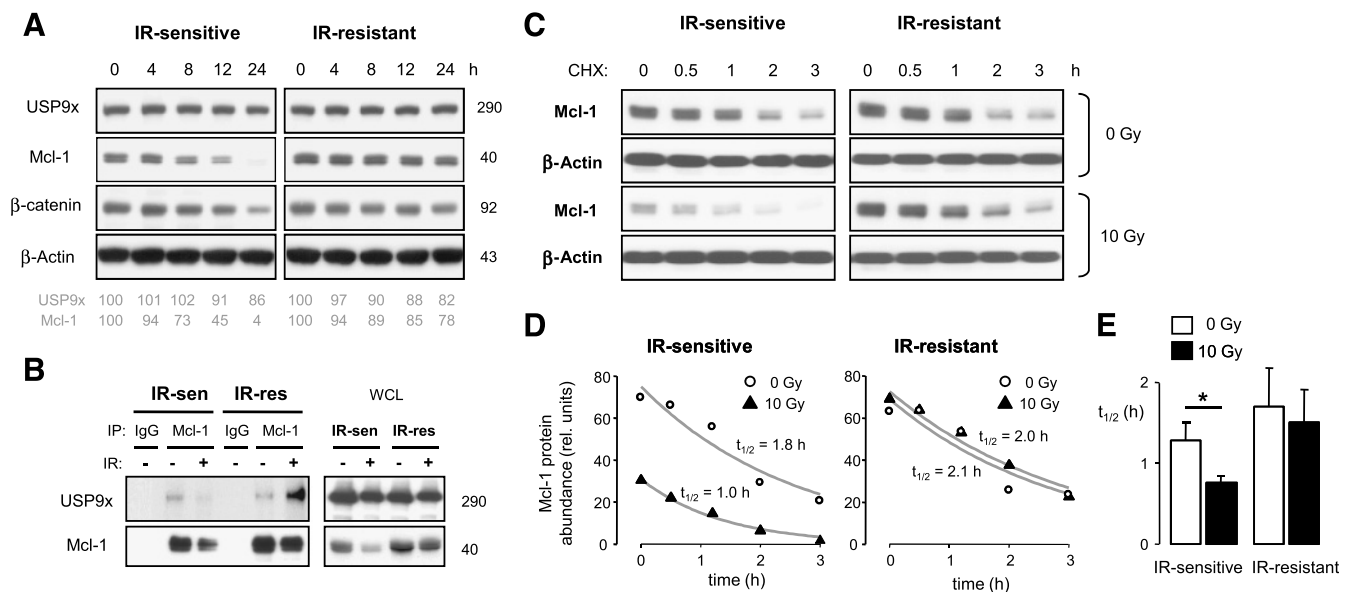 A
IR-sensitive IR-resistant
0 4 8 12 24 0 4 8 12 24 h
USP9x 290
Mcl-1 40
β-catenin 92
β-Actin 43
USP9x 100 101 102 91 86 100 97 90 88 82
Mcl-1 100 94 73 45 4 100 94 89 85 78
B
IR-sen IR-res WCL
IP: IgG Mcl-1 IgG Mcl-1 IR-sen IR-res
IR: - - + - - + - + - +
USP9x 290
Mcl-1 40
C
IR-sensitive IR-resistant
CHX: 0 0.5 1 2 3 0 0.5 1 2 3 h
Mcl-1
β-Actin
0 Gy
Mcl-1
β-Actin
10 Gy
D
IR-sensitive
Mcl-1 protein
abundance (rel. units)
80
60
40
20
0
0 Gy
10 Gy
t1/2 = 1.8 h
t1/2 = 1.0 h
0 1 2 3
time (h)
IR-resistant
80
60
40
20
0
0 Gy
10 Gy
t1/2 = 2.0 h
t1/2 = 2.1 h
0 1 2 3
time (h)
E
0 Gy
10 Gy
t1/2 (h)
2
1
0
*
IR-sensitive IR-resistant